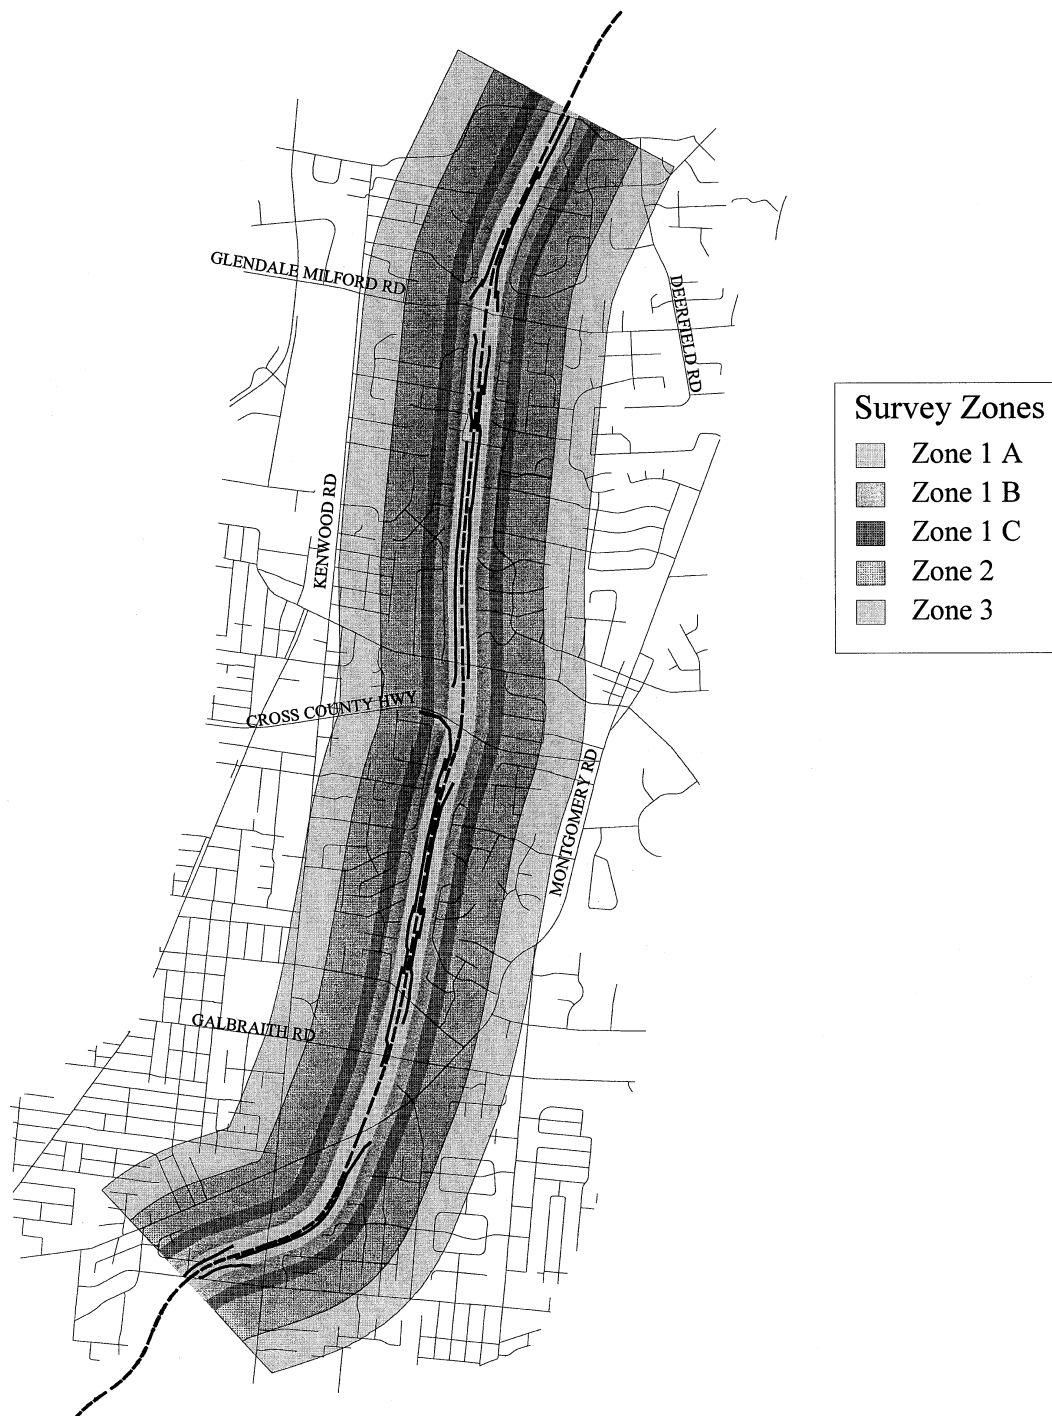 GLENDALE MILFORD RD
DEERFIELD RD
Survey Zones
Zone 1 A
Zone 1 B
Zone 1 C
Zone 2
Zone 3
KENWOOD RD
CROSS COUNTY HWY
MONTGOMERY RD
GALBRAITH RD